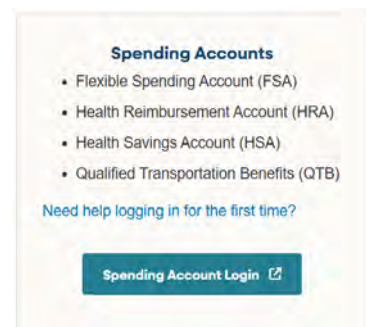 Spending Accounts
• Flexible Spending Account (FSA)
• Health Reimbursement Account (HRA)
• Health Savings Account (HSA)
• Qualified Transportation Benefits (QTB)
Need help logging in for the first time?
Spending Account Login